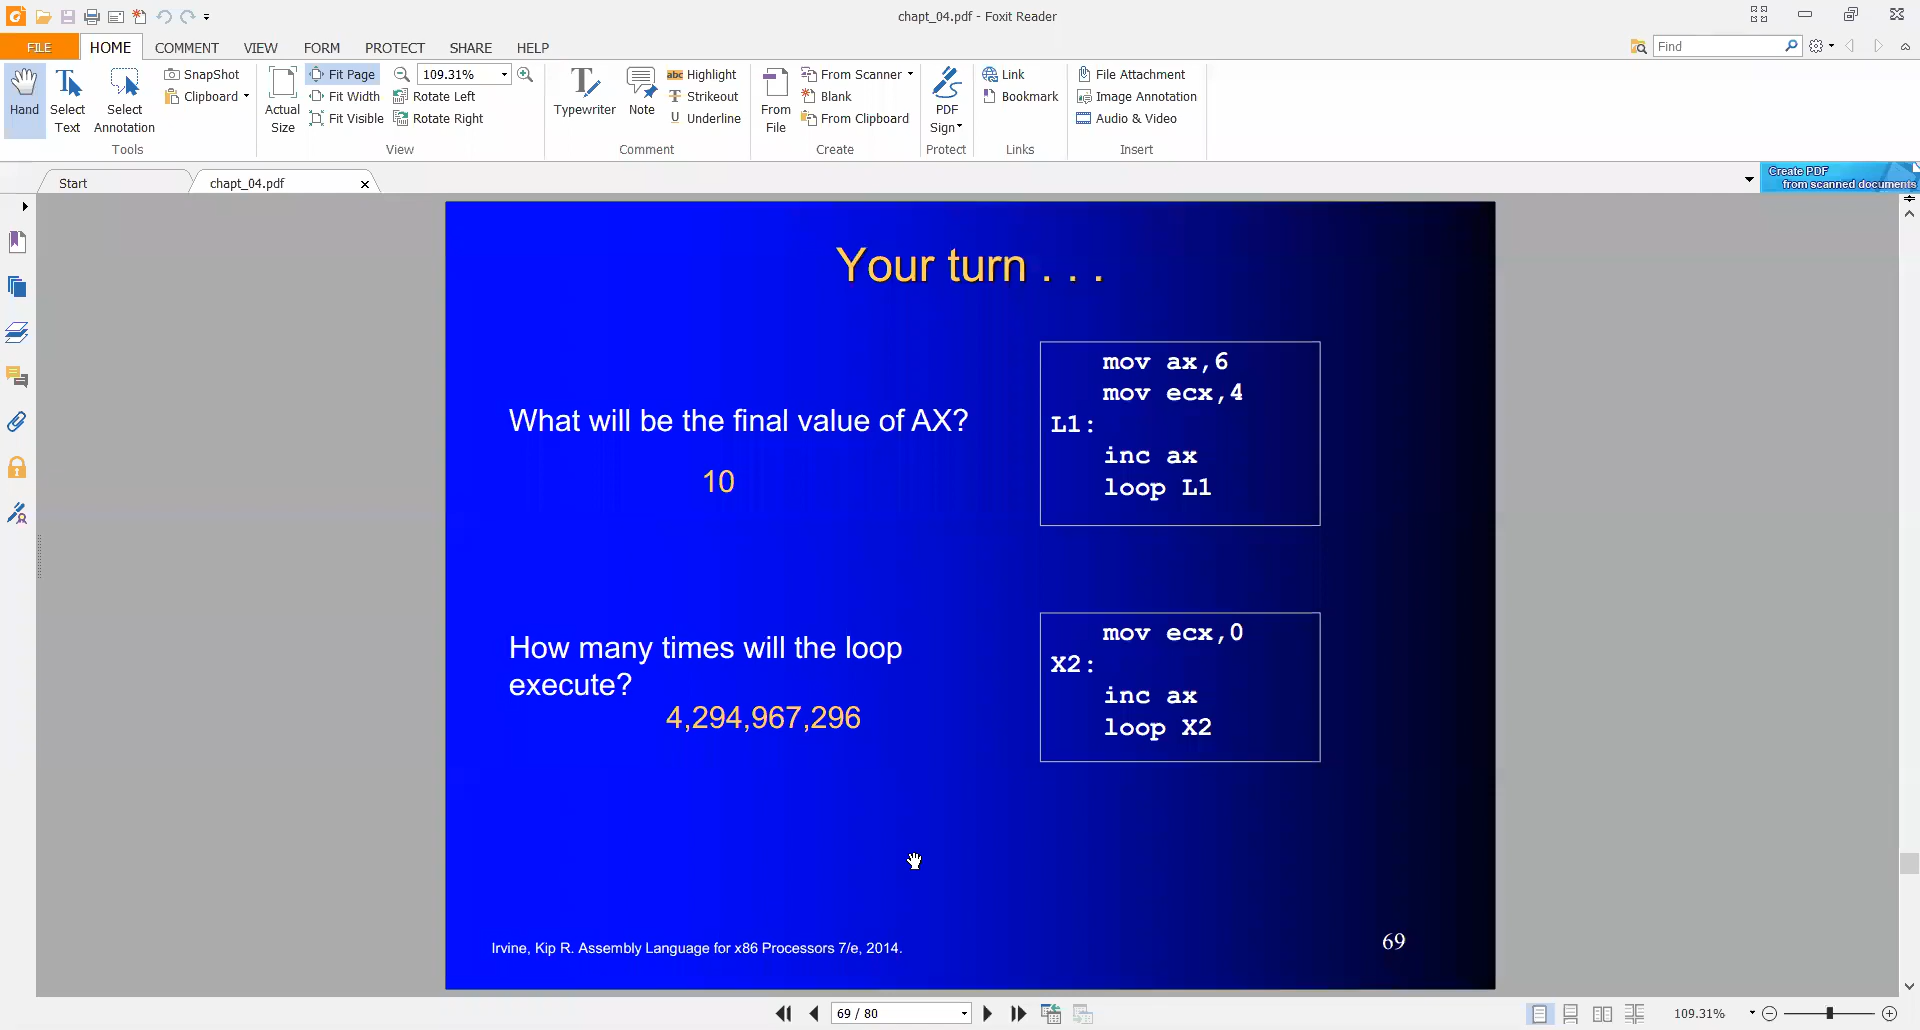 chapt_04.pdf - Foxit Reader
FILE HOME COMMENT VIEW FORM PROTECT SHARE HELP
Find
Hand
Select
Text
Select
Annotation
SnapShot
Clipboard
Tools
Actual
Size
Fit Page
Fit Width
Fit Visible
109.31%
Rotate Left
Rotate Right
View
Typewriter
Note
abc Highlight
Strikeout
Underline
Comment
From
File
From Scanner
Blank
From Clipboard
Create
PDF
Sign
Protect
Link
Bookmark
Links
File Attachment
Image Annotation
Audio & Video
Insert
Start
chapt_04.pdf
Create PDF
from scanned documents
Your turn . . .
What will be the final value of AX?
10
mov ax,6
mov ecx,4
L1:
inc ax
loop L1
How many times will the loop
execute?
4,294,967,296
mov ecx,0
X2:
inc ax
loop X2
Irvine, Kip R. Assembly Language for x86 Processors 7/e, 2014.
69
69 / 80
109.31%